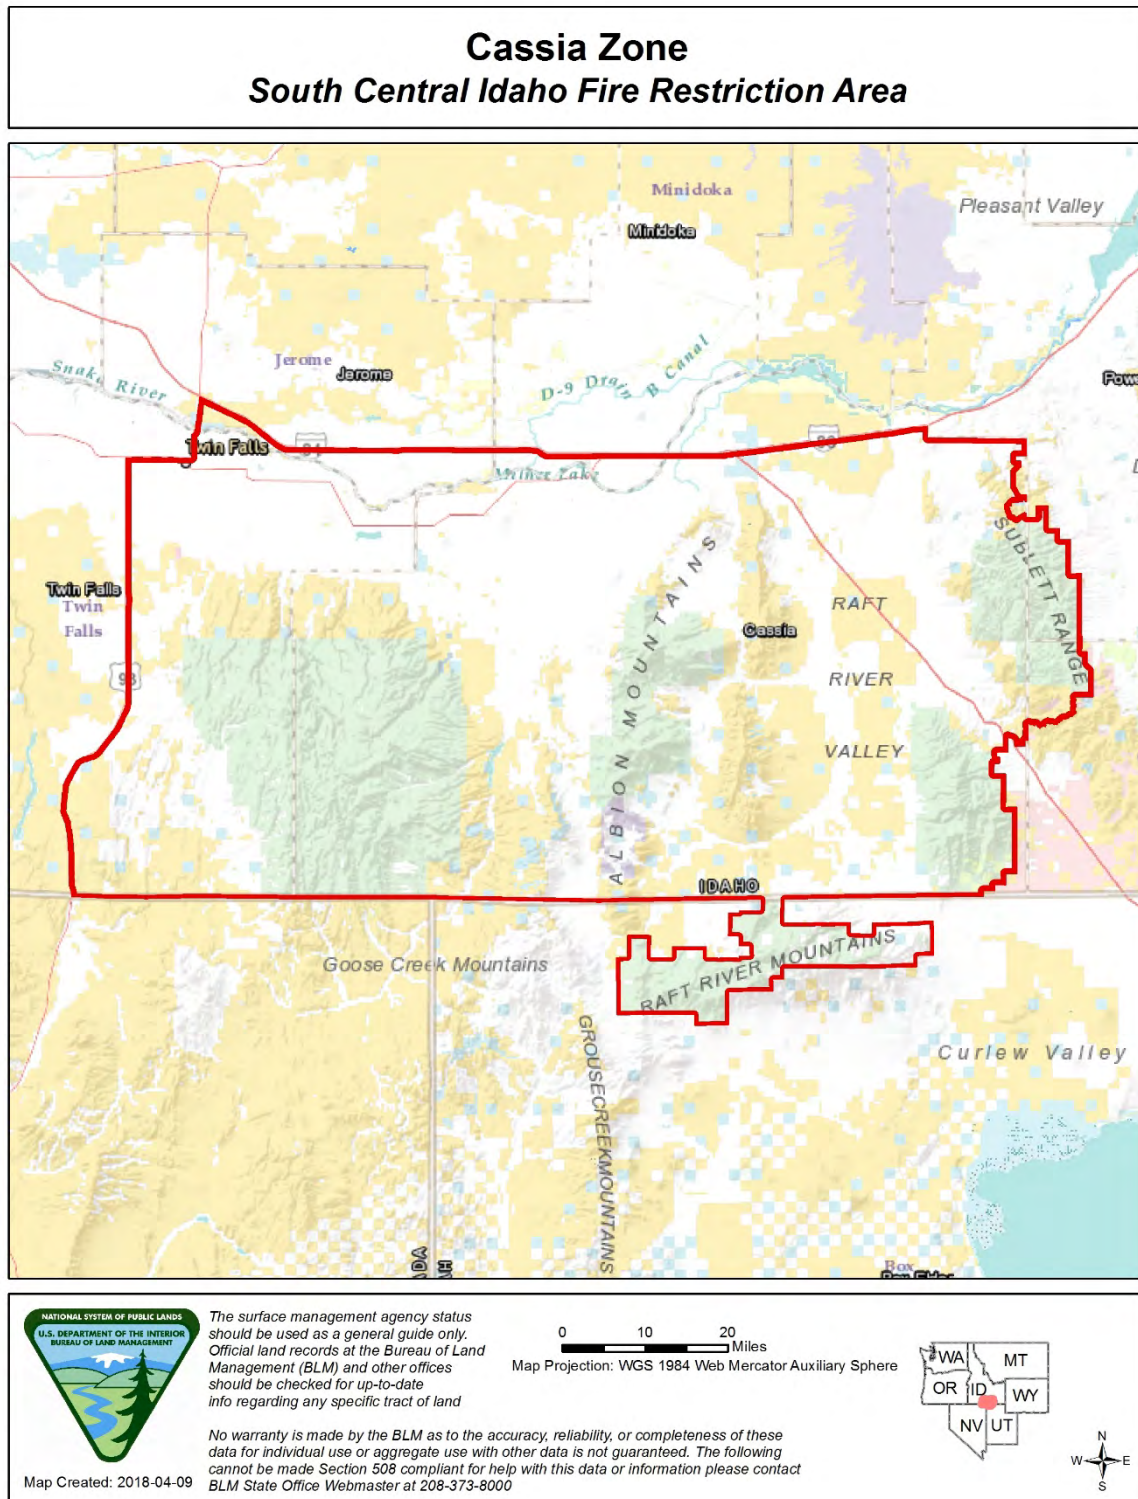 Cassia Zone
South Central Idaho Fire Restriction Area
Minidoka
Pleasant Valley
Minidoka
Jerome
Jerome
Snake River
D-9 Drain
B Canal
Twin Falls
84
86
Milner Lake
SUBLETT RANGE
Twin Falls
Twin
Falls
93
ALBION MOUNTAINS
RAFT
Cassia
RIVER
VALLEY
IDAHO
Goose Creek Mountains
RAFT RIVER MOUNTAINS
GROUSECREEKMOUNTAINS
Curlew Valley
Box
NATIONAL SYSTEM OF PUBLIC LANDS
U.S. DEPARTMENT OF THE INTERIOR
BUREAU OF LAND MANAGEMENT
Map Created: 2018-04-09
The surface management agency status
should be used as a general guide only.
Official land records at the Bureau of Land
Management (BLM) and other offices
should be checked for up-to-date
info regarding any specific tract of land
No warranty is made by the BLM as to the accuracy, reliability, or completeness of these
data for individual use or aggregate use with other data is not guaranteed. The following
cannot be made Section 508 compliant for help with this data or information please contact
BLM State Office Webmaster at 208-373-8000
0 10 20
Miles
Map Projection: WGS 1984 Web Mercator Auxiliary Sphere
WA
MT
OR
ID
WY
NV
UT
N
W E
S